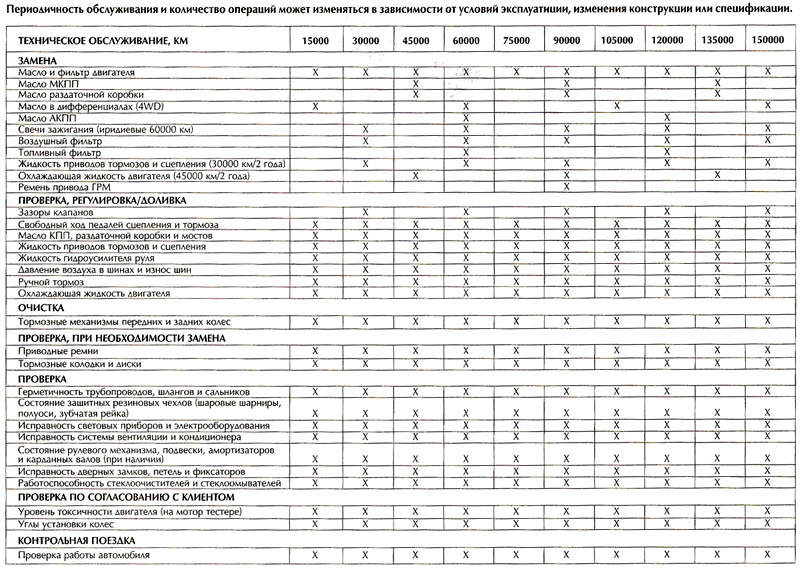 Периодичность обслуживания и количество операций может изменяться в зависимости от условий эксплуатишии, изменения конструкции или спецификации.
ТЕХНИЧЕСКОЕ ОБСЛУЖИВАНИЕ, КМ 15000 30000 45000 60000 75000 90000 105000 120000 135000 150000
ЗАМЕНА
Масло и фильтр двигателя X X X X X X X X X X
Масло МКПП X X X
Масло раздаточной коробки X X X
Масло в дифференциалах (4WD) X X X X
Масло АКПП X X
Свечи зажигания (иридиевые 60000 км) X X X X X
Воздушный фильтр X X X X X
Топливный фильтр X X
Жидкость приводов тормозов и сцепления (30000 км/2 года) X X X X X
Охлаждающая жидкость двигателя (45000 км/2 года) X X X
Ремень привода ГРМ X
ПРОВЕРКА, РЕГУЛИРОВКА/ДОЛИВКА
Зазоры клапанов X X X X X
Свободный ход педалей сцепления и тормоза X X X X X X X X X X
Масло КПП, раздаточной коробки и мостов X X X X X X X X X X
Жидкость приводов тормозов и сцепления X X X X X X X X X X
Жидкость гидроусилителя руля X X X X X X X X X X
Давление воздуха в шинах и износ шин X X X X X X X X X X
Ручной тормоз X X X X X X X X X X
Охлаждающая жидкость двигателя X X X X X X X X X X
ОЧИСТКА
Тормозные механизмы передних и задних колес X X X X X X X X X X
ПРОВЕРКА, ПРИ НЕОБХОДИМОСТИ ЗАМЕНА
Приводные ремни X X X X X X X X X X
Тормозные колодки и диски X X X X X X X X X X
ПРОВЕРКА
Герметичность трубопроводов, шлангов и сальников X X X X X X X X X X
Состояние защитных резиновых чехлов (шаровые шарниры,
полуоси, зубчатая рейка) X X X X X X X X X X
Исправность световых приборов и электрооборудования X X X X X X X X X X
Исправность системы вентиляции и кондиционера X X X X X X X X X X
Состояние рулевого механизма, подвески, амортизаторов
и карданных валов (при наличии) X X X X X X X X X X
Исправность дверных замков, петель и фиксаторов X X X X X X X X X X
Работоспособность стеклоочистителей и стеклоомывателей X X X X X X X X X X
ПРОВЕРКА ПО СОГЛАСОВАНИЮ С КЛИЕНТОМ
Уровень токсичности двигателя (на мотор тестере) X X X X X X X X X X
Углы установки колес X X X X X X X X X X
КОНТРОЛЬНАЯ ПОЕЗДКА
Проверка работы автомобиля X X X X X X X X X X